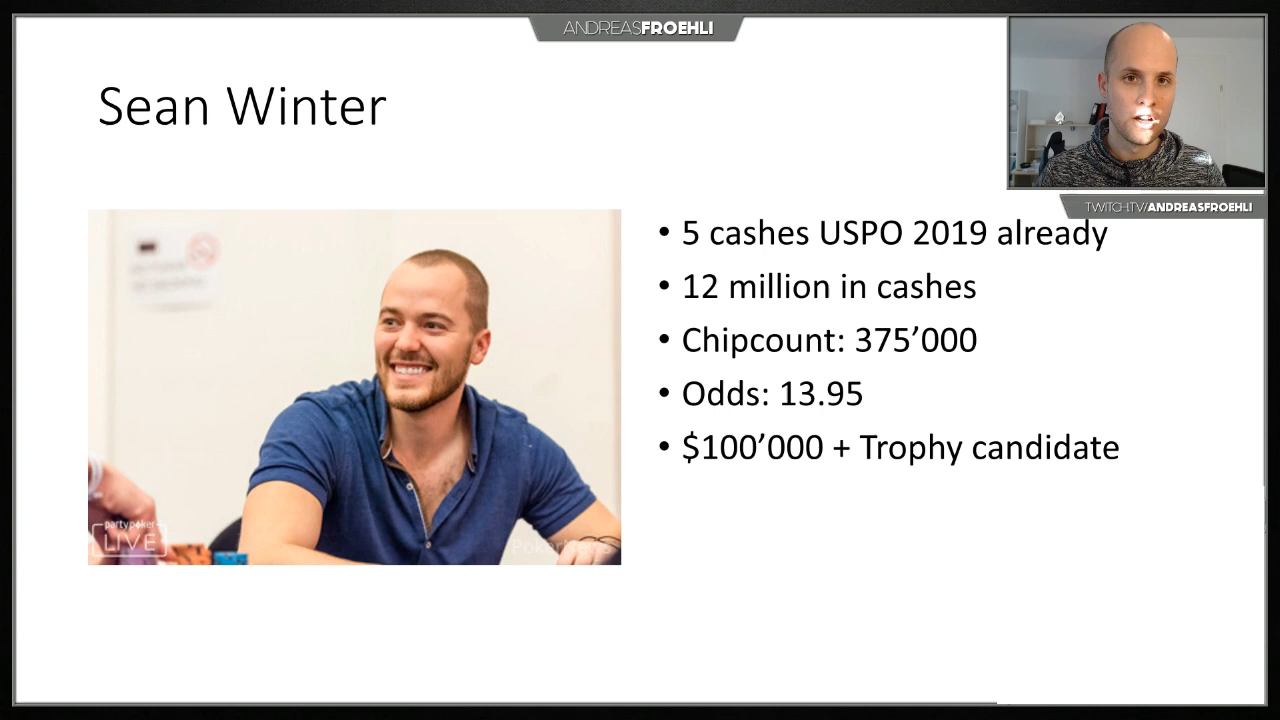 ANDREASFROEHLI
Sean Winter
TWITCH.TV/ANDREASFROEHLI
• 5 cashes USPO 2019 already
• 12 million in cashes
• Chipcount: 375’000
• Odds: 13.95
• $100’000 + Trophy candidate
partypoker
LIVE
PokerNews